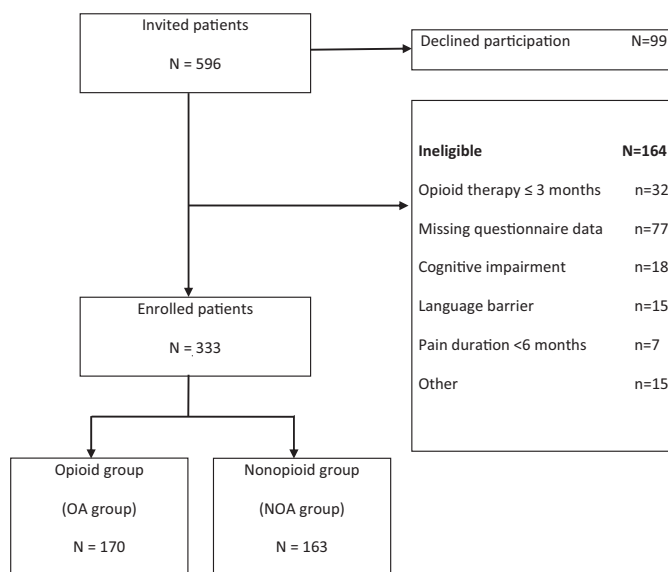 Invited patients
N = 596
Declined participation N=99
Ineligible N=164
Opioid therapy ≤ 3 months n=32
Missing questionnaire data n=77
Cognitive impairment n=18
Language barrier n=15
Pain duration <6 months n=7
Other n=15
Enrolled patients
N = 333
Opioid group
(OA group)
N = 170
Nonopioid group
(NOA group)
N = 163